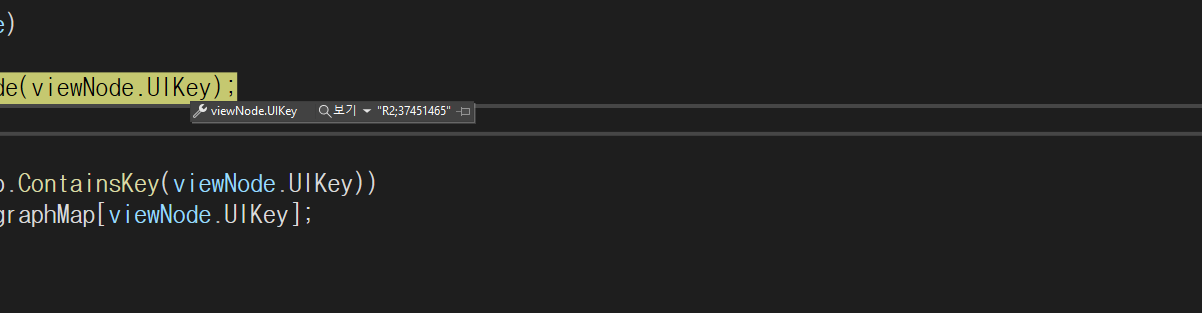 e)
de(viewNode.UIKey);
viewNode.UIKey 보기 "R2;37451465"
p.ContainsKey(viewNode.UIKey))
graphMap[viewNode.UIKey];